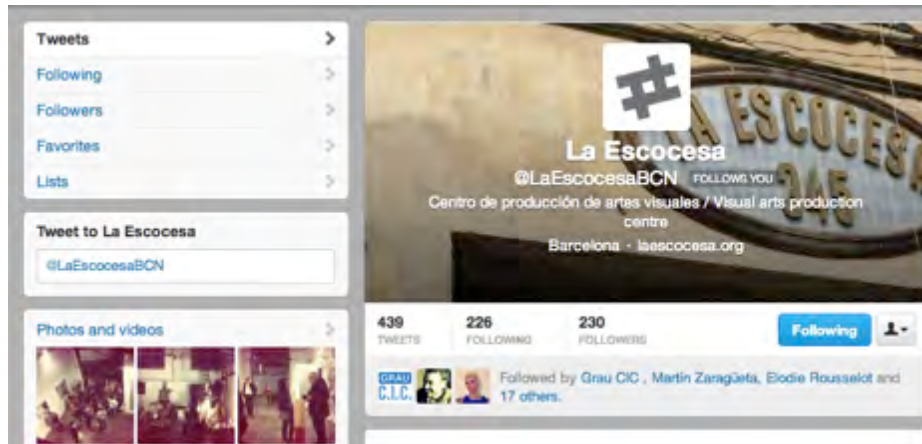 Tweets
Following
Followers
Favorites
Lists
Tweet to La Escocesa
@LaEscocesaBCN
Photos and videos
LA ESCOCESA
345
La Escocesa
@LaEscocesaBCN FOLLOWS YOU
Centro de producción de artes visuales / Visual arts production
centre
Barcelona · laescocesa.org
439
TWEETS
226
FOLLOWING
230
FOLLOWERS
Following
GRAU
C.I.C.
Followed by Grau CIC , Martin Zaragüeta, Elodie Rousselot and
17 others.